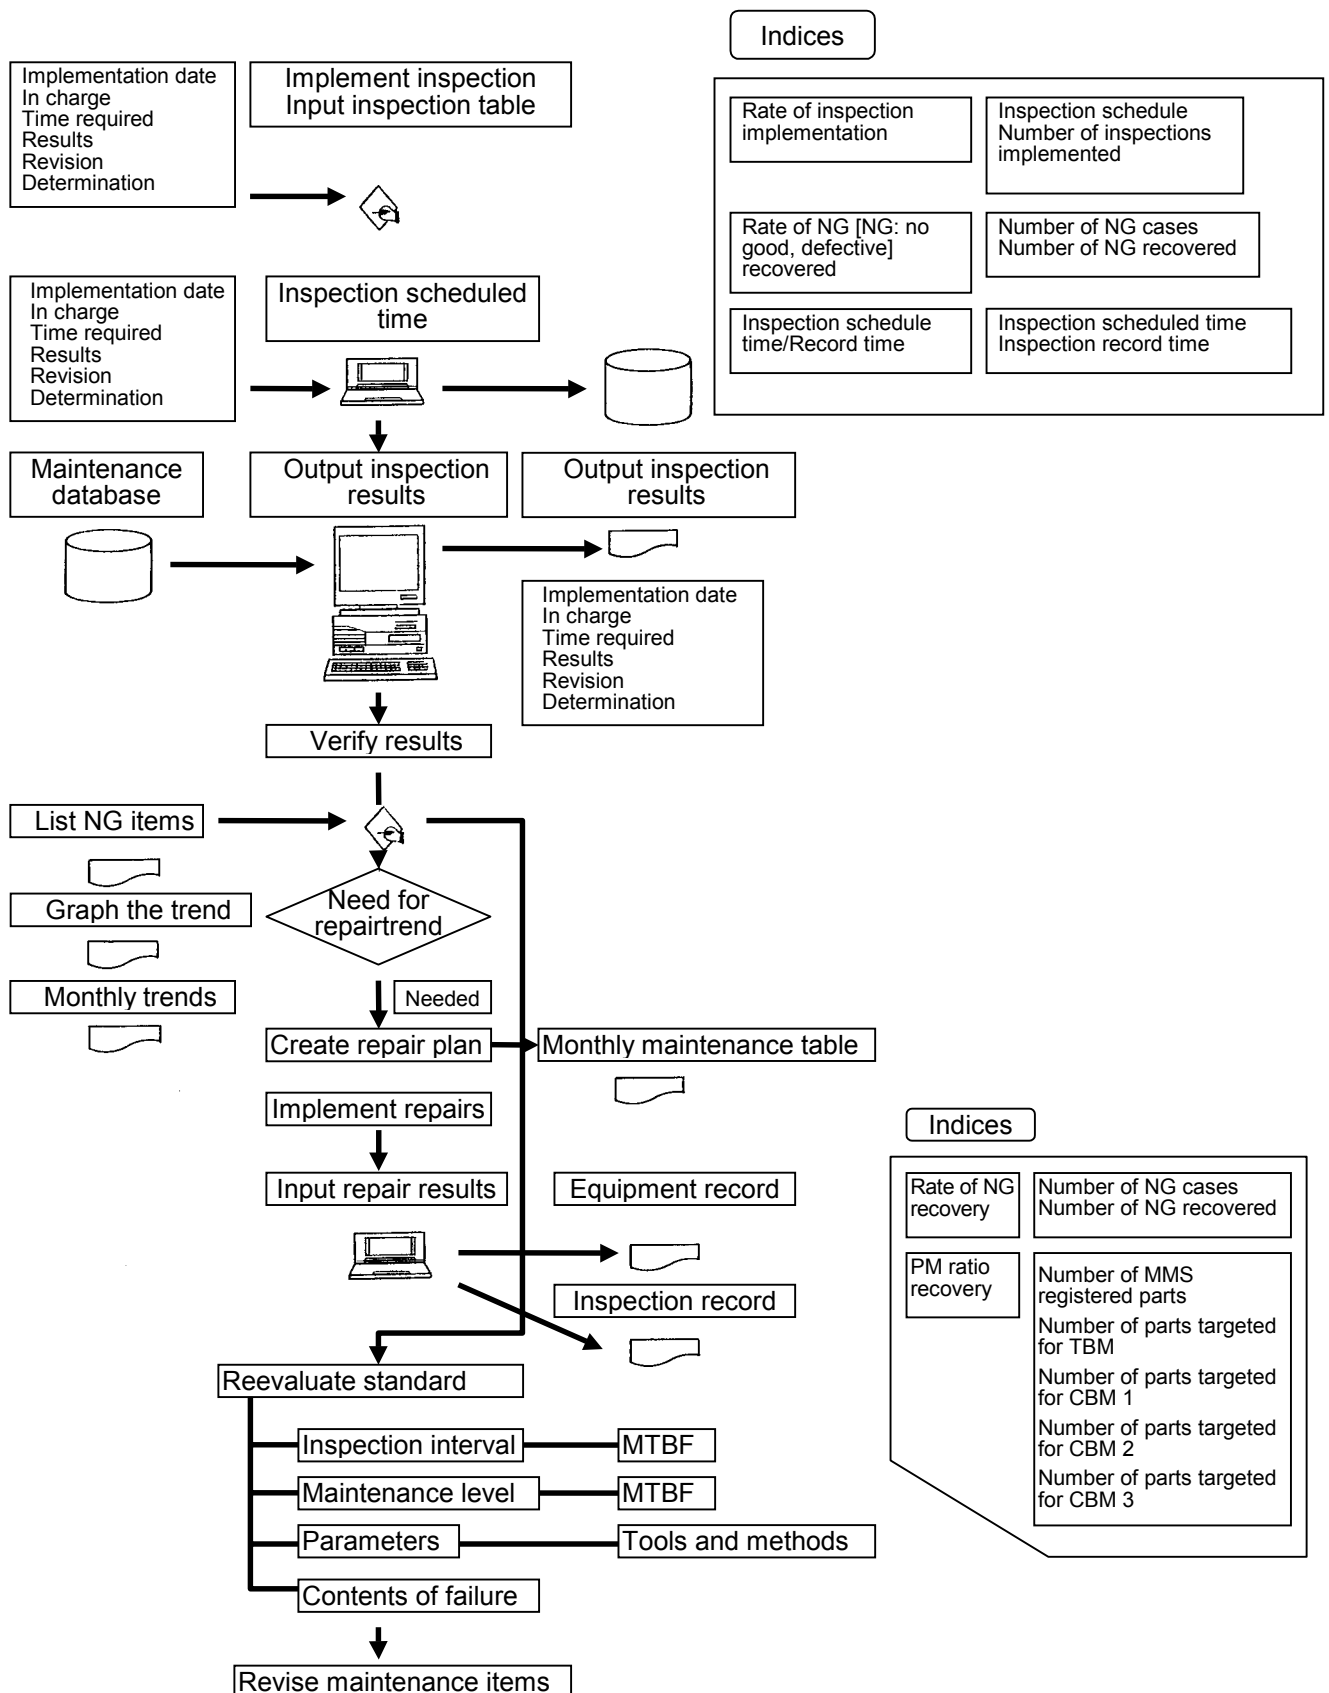 Indices
Implementation date
In charge
Time required
Results
Revision
Determination
Implement inspection
Input inspection table
Rate of inspection
implementation
Inspection schedule
Number of inspections
implemented
Rate of NG [NG: no
good, defective]
recovered
Number of NG cases
Number of NG recovered
Inspection schedule
time/Record time
Inspection scheduled time
Inspection record time
Implementation date
In charge
Time required
Results
Revision
Determination
Inspection scheduled
time
Maintenance
database
Output inspection
results
Output inspection
results
Implementation date
In charge
Time required
Results
Revision
Determination
Verify results
List NG items
Graph the trend
Monthly trends
Need for
repairtrend
Needed
Create repair plan
Monthly maintenance table
Implement repairs
Input repair results
Equipment record
Inspection record
Indices
Rate of NG
recovery
Number of NG cases
Number of NG recovered
PM ratio
recovery
Number of MMS
registered parts
Number of parts targeted
for TBM
Number of parts targeted
for CBM 1
Number of parts targeted
for CBM 2
Number of parts targeted
for CBM 3
Reevaluate standard
Inspection interval
MTBF
Maintenance level
MTBF
Parameters
Tools and methods
Contents of failure
Revise maintenance items